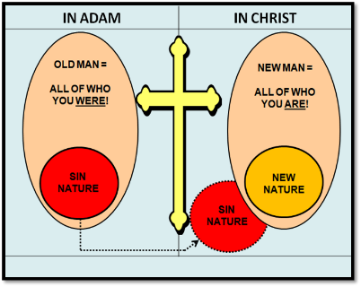 IN ADAM
IN CHRIST
OLD MAN =
ALL OF WHO
YOU WERE!
SIN
NATURE
NEW MAN =
ALL OF WHO
YOU ARE!
NEW
NATURE
SIN
NATURE